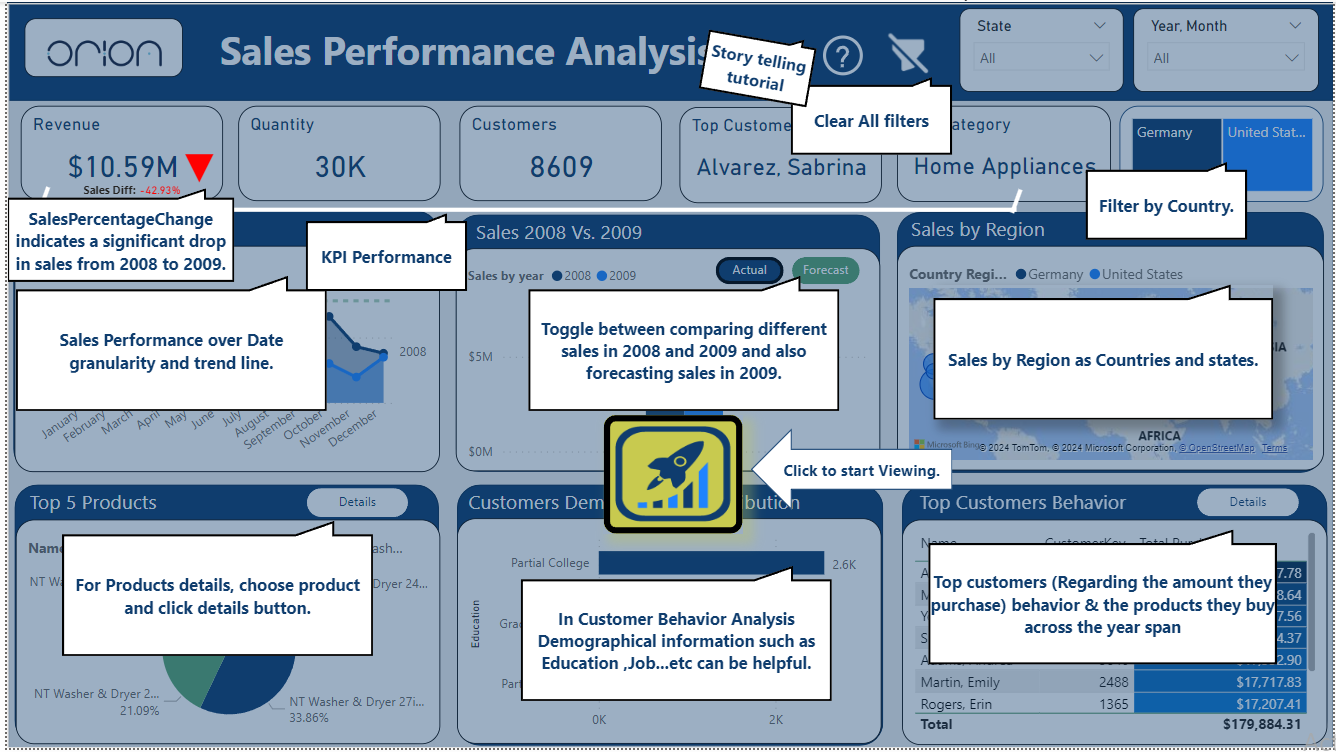 orion
Sales Performance Analysis
Story telling
tutorial
?
State
All
Year, Month
All
Clear All filters
Revenue
$10.59M
Sales Diff: -42.93%
Quantity
30K
Customers
8609
Top Custome
Alvarez, Sabrina
ategory
Home Appliances
Germany
United Stat...
Filter by Country.
SalesPercentageChange
indicates a significant drop
in sales from 2008 to 2009.
KPI Performance
Sales 2008 Vs. 2009
Sales by year 2008 2009
Actual
Forecast
Sales by Region
Country Regi... Germany United States
Sales Performance over Date
granularity and trend line.
2008
January
February
March
April
May
June
July
August
September
October
November
December
Toggle between comparing different
sales in 2008 and 2009 and also
forecasting sales in 2009.
$5M
$0M
Sales by Region as Countries and states.
AFRICA
Microsoft Bing
© 2024 TomTom, © 2024 Microsoft Corporation, © OpenStreetMap Terms
Click to start Viewing.
Top 5 Products
Details
Customers Dem
bution
Top Customers Behavior
Details
For Products details, choose product
and click details button.
Dryer 24...
NT Washer & Dryer 2...
21.09%
NT Washer & Dryer 27i...
33.86%
Education
Partial College
2.6K
In Customer Behavior Analysis
Demographical information such as
Education ,Job...etc can be helpful.
0K
2K
Name CustomerKey
Top customers (Regarding the amount they
purchase) behavior & the products they buy
across the year span
7.78
8.64
7.56
4.37
2.90
Martin, Emily 2488 $17,717.83
Rogers, Erin 1365 $17,207.41
Total $179,884.31